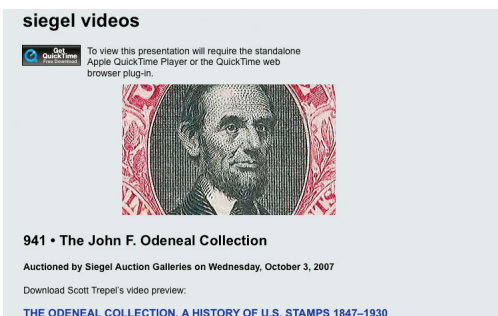 siegel videos
Get
QuickTime
Free Download
To view this presentation will require the standalone
Apple QuickTime Player or the QuickTime web
browser plug-in.
941 • The John F. Odeneal Collection
Auctioned by Siegel Auction Galleries on Wednesday, October 3, 2007
Download Scott Trepel's video preview:
THE ODENEAL COLLECTION, A HISTORY OF U.S. STAMPS 1847–1930